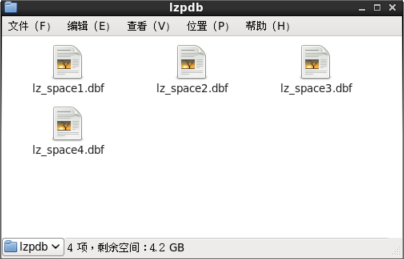 lzpdb
文件（F） 编辑（E） 查看（V） 位置（P） 帮助（H）
lz_space1.dbf lz_space2.dbf lz_space3.dbf
lz_space4.dbf
lzpdb 4 项，剩余空间：4.2 GB